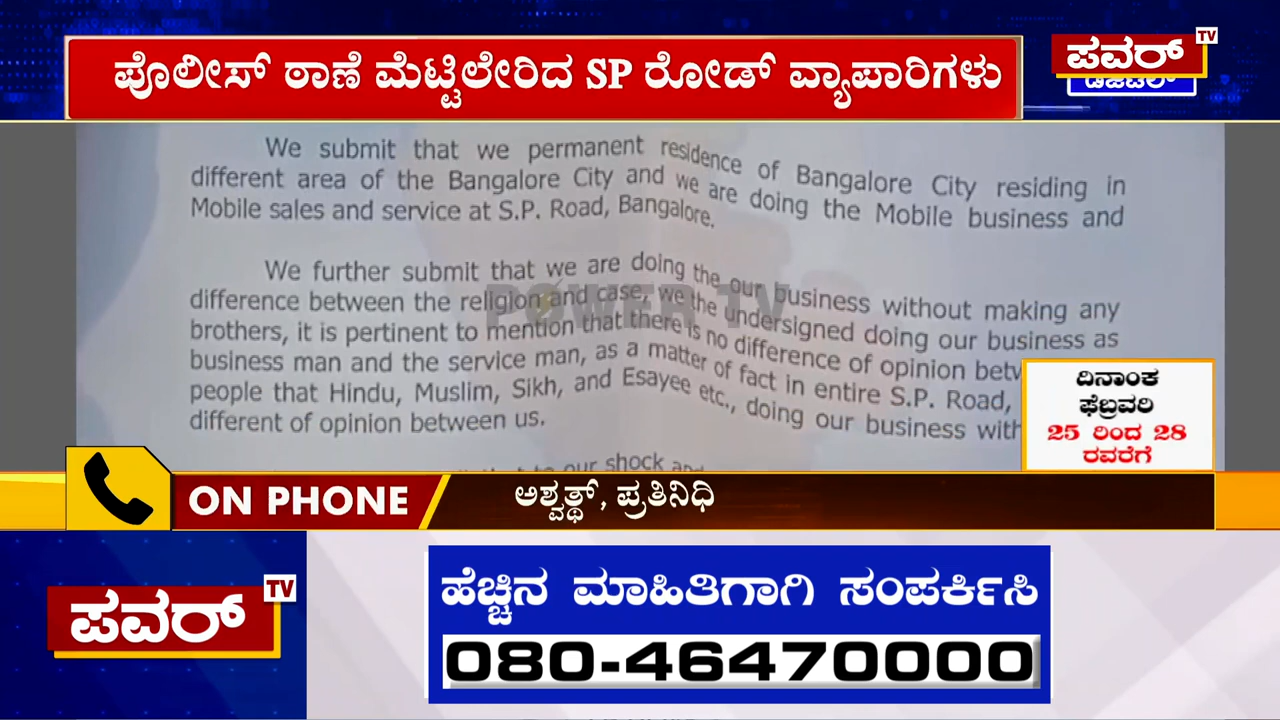 ಪೊಲೀಸ್ ಠಾಣೆ ಮೆಟ್ಟಿಲೇರಿದ SP ರೋಡ್ ವ್ಯಾಪಾರಿಗಳು
ಪವರ್ TV
ಡಿಜಿಟಲ್
We submit that we permanent residence of Bangalore City residing in
different area of the Bangalore City and we are doing the Mobile business and
Mobile sales and service at S.P. Road, Bangalore.
We further submit that we are doing the our business without making any
difference between the religion and case, we the undersigned doing our business as
brothers, it is pertinent to mention that there is no difference of opinion
business man and the service man, as a matter of fact in entire S.P. Road,
people that Hindu, Muslim, Sikh, and Esayee etc., doing our business
different of opinion between us.
our shock
POWER TV
ದಿನಾಂಕ
ಫೆಬ್ರವರಿ
25 ರಿಂದ 28
ರವರೆಗೆ
ON PHONE
ಅಶ್ವತ್ಥ್, ಪ್ರತಿನಿಧಿ
ಪವರ್ TV
ಹೆಚ್ಚಿನ ಮಾಹಿತಿಗಾಗಿ ಸಂಪರ್ಕಿಸಿ
080-46470000